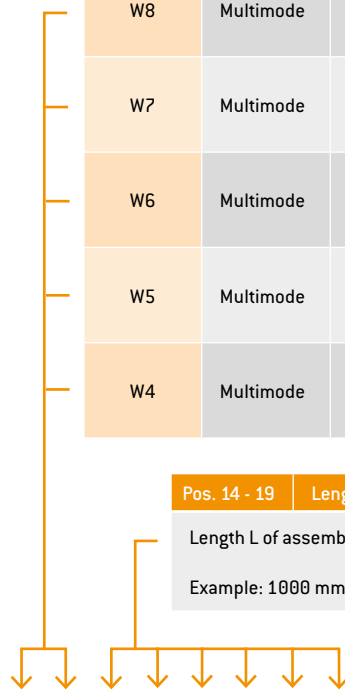 W8 Multimode
W7 Multimode
W6 Multimode
W5 Multimode
W4 Multimode
Pos. 14 - 19 Leng
Length L of assemb
Example: 1000 mm